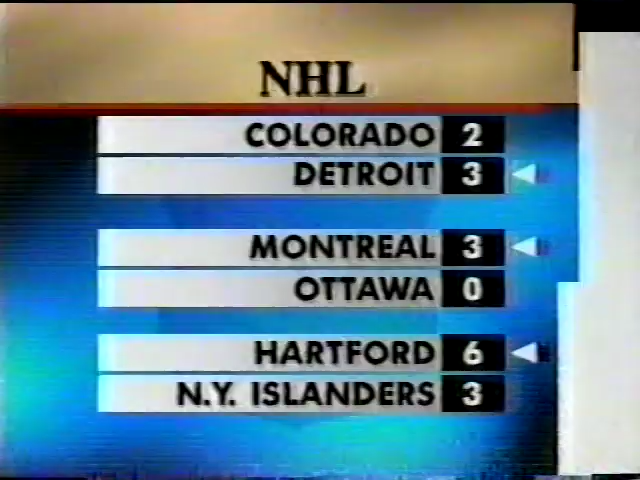 NHL
COLORADO 2
DETROIT 3
MONTREAL 3
OTTAWA 0
HARTFORD 6
N.Y. ISLANDERS 3